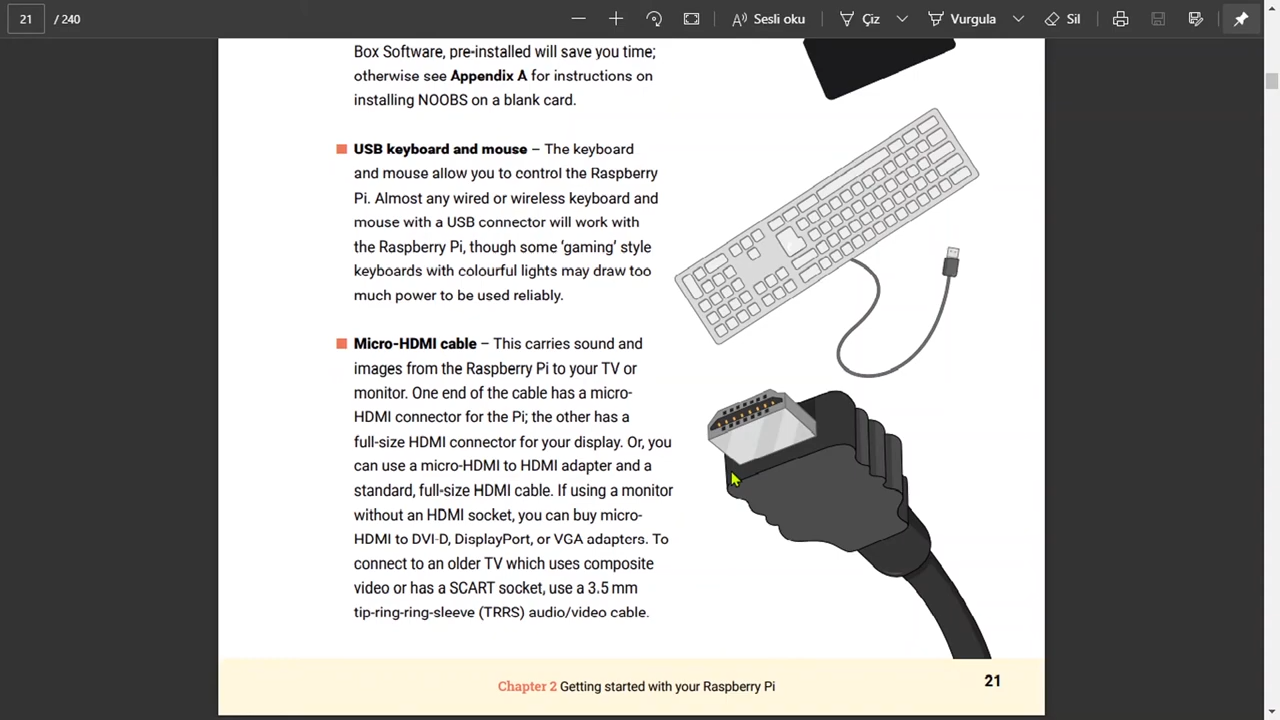 21 / 240
Sesli oku
Çiz
Vurgula
Sil
Box Software, pre-installed will save you time;
otherwise see Appendix A for instructions on
installing NOOBS on a blank card.
USB keyboard and mouse – The keyboard
and mouse allow you to control the Raspberry
Pi. Almost any wired or wireless keyboard and
mouse with a USB connector will work with
the Raspberry Pi, though some ‘gaming’ style
keyboards with colourful lights may draw too
much power to be used reliably.
Micro-HDMI cable – This carries sound and
images from the Raspberry Pi to your TV or
monitor. One end of the cable has a micro-
HDMI connector for the Pi; the other has a
full-size HDMI connector for your display. Or, you
can use a micro-HDMI to HDMI adapter and a
standard, full-size HDMI cable. If using a monitor
without an HDMI socket, you can buy micro-
HDMI to DVI-D, DisplayPort, or VGA adapters. To
connect to an older TV which uses composite
video or has a SCART socket, use a 3.5 mm
tip-ring-ring-sleeve (TRRS) audio/video cable.
Chapter 2 Getting started with your Raspberry Pi
21